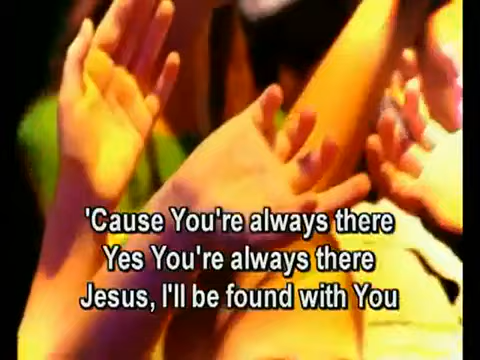 'Cause You're always there
Yes You're always there
Jesus, I'll be found with You